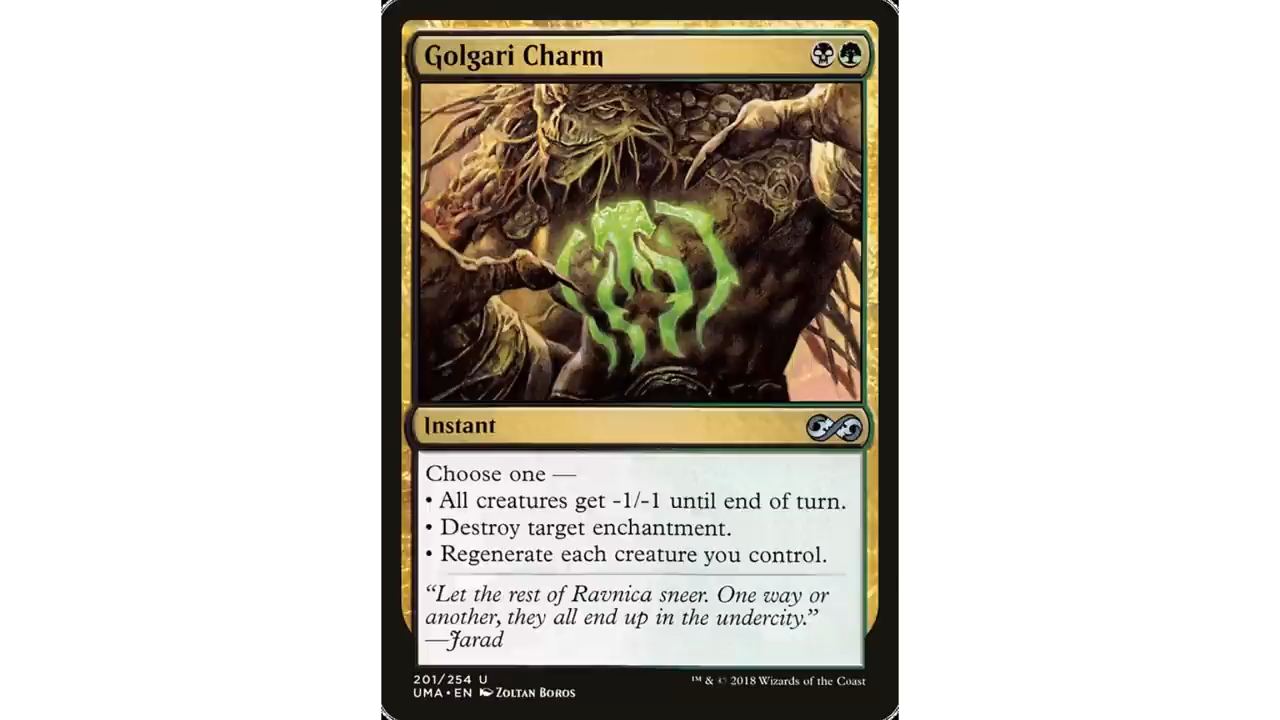 Golgari Charm
Instant
Choose one —
• All creatures get -1/-1 until end of turn.
• Destroy target enchantment.
• Regenerate each creature you control.
“Let the rest of Ravnica sneer. One way or
another, they all end up in the undercity.”
—Jarad
201/254 U
UMA • EN Zoltan Boros
™ & © 2018 Wizards of the Coast